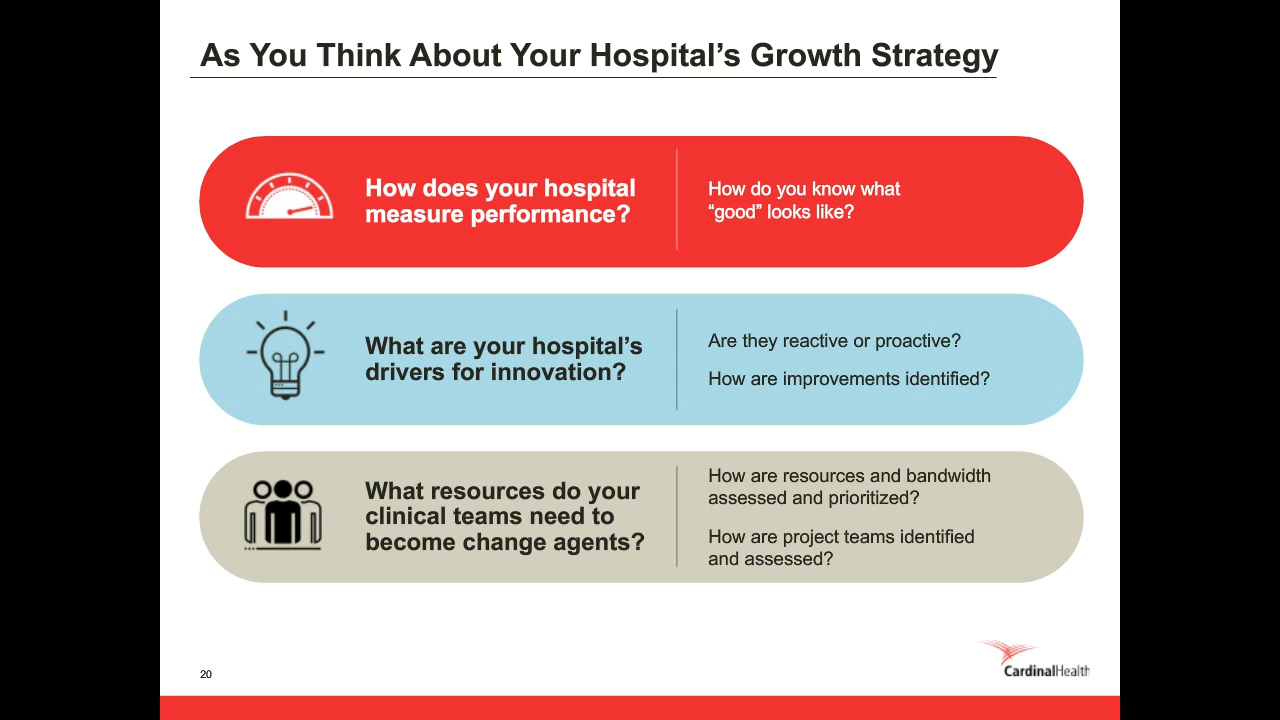 As You Think About Your Hospital’s Growth Strategy
How does your hospital
measure performance?
How do you know what
“good” looks like?
What are your hospital’s
drivers for innovation?
Are they reactive or proactive?
How are improvements identified?
What resources do your
clinical teams need to
become change agents?
How are resources and bandwidth
assessed and prioritized?
How are project teams identified
and assessed?
20
CardinalHealth